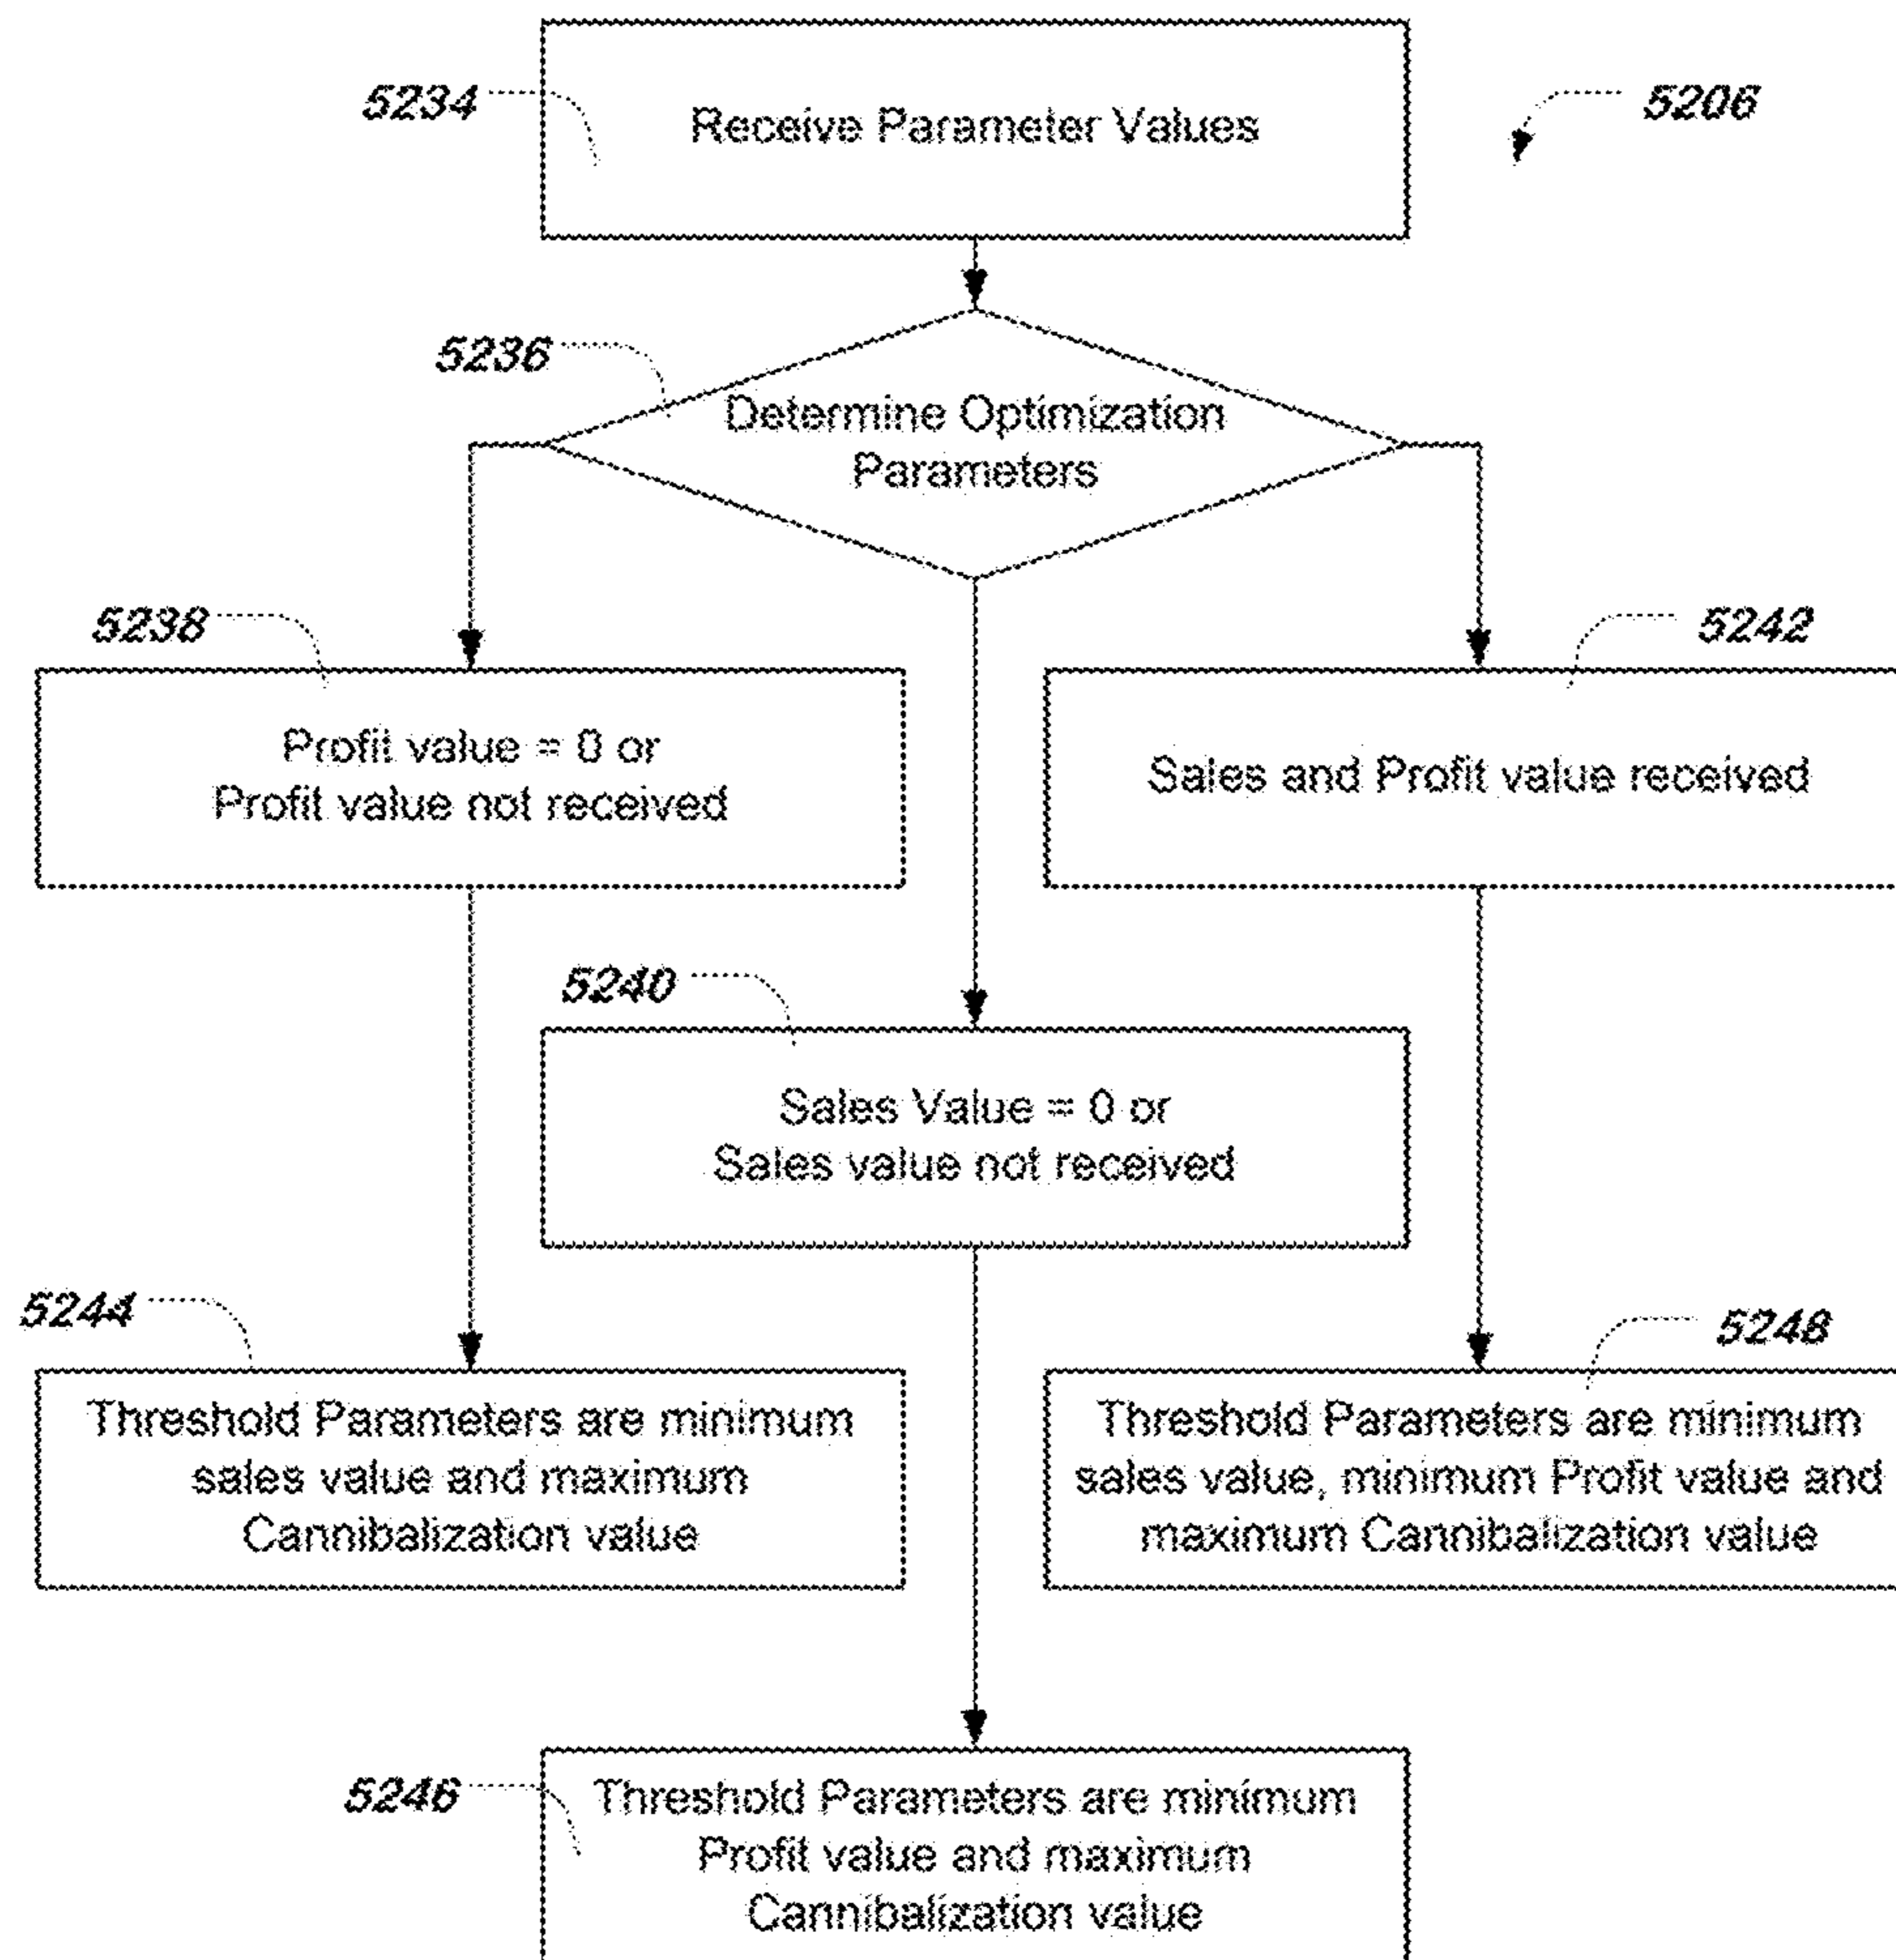 5234
Receive Parameter Values
5206
5236
Determine Optimization
Parameters
5238
Profit value = 0 or
Profit value not received
5242
Sales and Profit value received
5240
Sales Value = 0 or
Sales value not received
5244
Threshold Parameters are minimum
sales value and maximum
Cannibalization value
5248
Threshold Parameters are minimum
sales value, minimum Profit value and
maximum Cannibalization value
5246
Threshold Parameters are minimum
Profit value and maximum
Cannibalization value